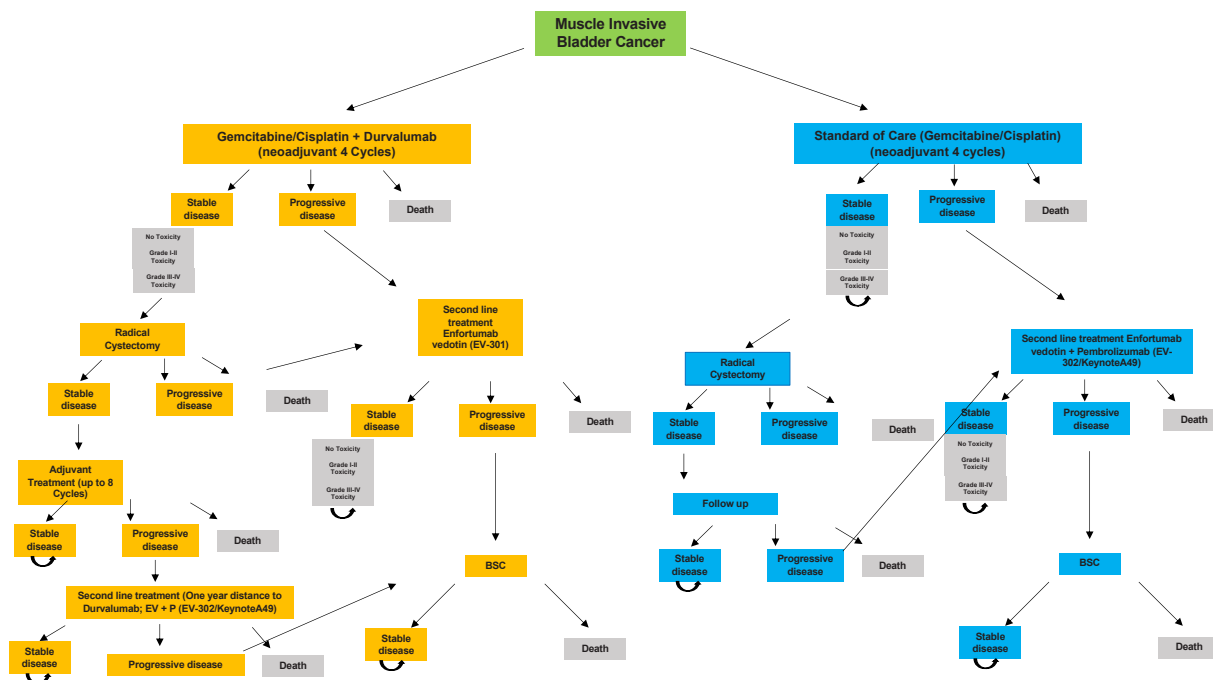 Muscle Invasive
Bladder Cancer
Gemcitabine/Cisplatin + Durvalumab
(neoadjuvant 4 Cycles)
Stable
disease
Progressive
disease
Death
No Toxicity
Grade I-II
Toxicity
Grade III-IV
Toxicity
Radical
Cystectomy
Stable
disease
Progressive
disease
Death
Adjuvant
Treatment (up to 8
Cycles)
Stable
disease
Progressive
disease
Death
Second line treatment (One year distance to
Durvalumab; EV + P (EV-302/KeynoteA49)
Stable
disease
Progressive disease
Death
Second line
treatment
Enfortumab
vedotin (EV-301)
Stable
disease
Progressive
disease
Death
No Toxicity
Grade I-II
Toxicity
Grade III-IV
Toxicity
BSC
Stable
disease
Death
Standard of Care (Gemcitabine/Cisplatin)
(neoadjuvant 4 cycles)
Stable
disease
Progressive
disease
Death
No Toxicity
Grade I-II
Toxicity
Grade III-IV
Toxicity
Radical
Cystectomy
Stable
disease
Progressive
disease
Death
Follow up
Stable
disease
Progressive
disease
Death
Second line treatment Enfortumab
vedotin + Pembrolizumab (EV-
302/KeynoteA49)
Stable
disease
Progressive
disease
Death
No Toxicity
Grade I-II
Toxicity
Grade III-IV
Toxicity
BSC
Stable
disease
Death